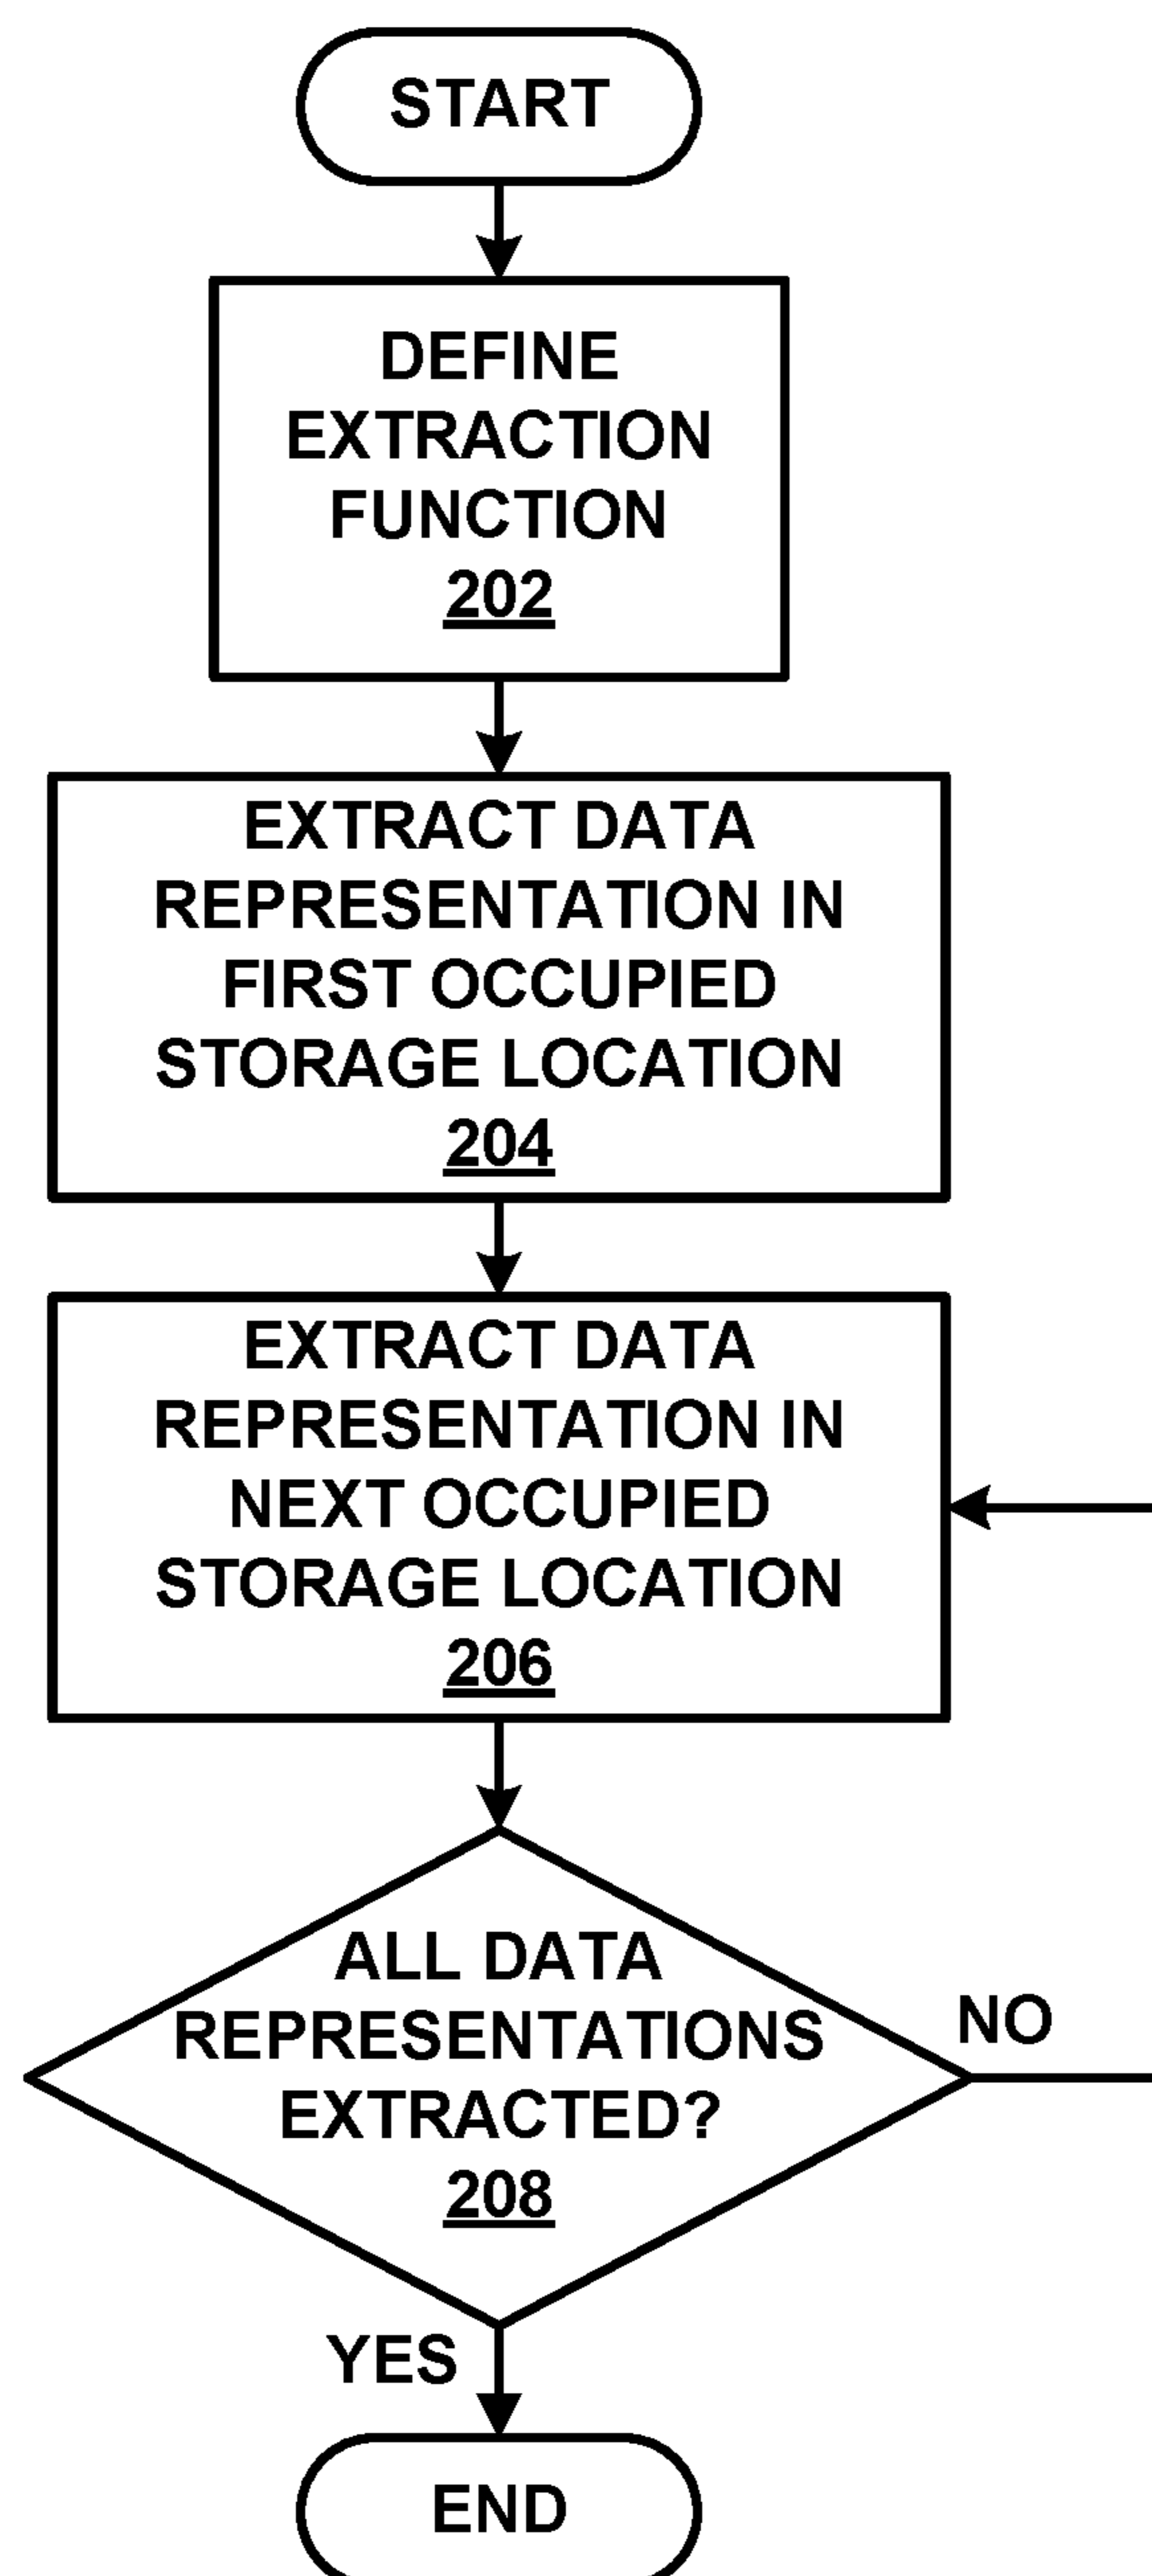 START
DEFINE
EXTRACTION
FUNCTION
202
EXTRACT DATA
REPRESENTATION IN
FIRST OCCUPIED
STORAGE LOCATION
204
EXTRACT DATA
REPRESENTATION IN
NEXT OCCUPIED
STORAGE LOCATION
206
ALL DATA
REPRESENTATIONS
EXTRACTED?
208
NO
YES
END